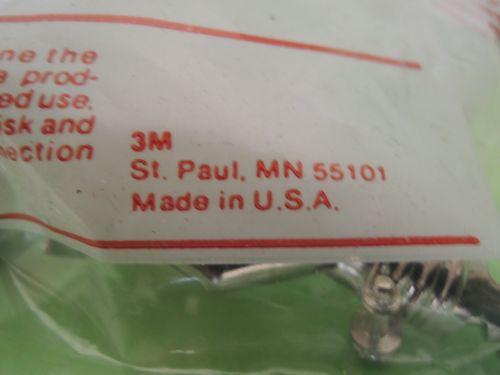 ne the
prod-
ed use.
isk and
ection
3M
St. Paul, MN 55101
Made in U.S.A.